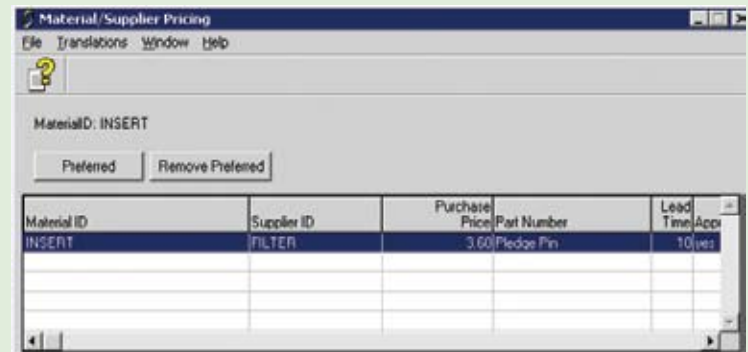 Material/Supplier Pricing
File Translations Window Help
MaterialID: INSERT
Preferred Remove Preferred
Material ID Supplier ID Purchase Price Part Number Lead Time
INSERT FILTER 3.60 Pledge Pin 10 yes